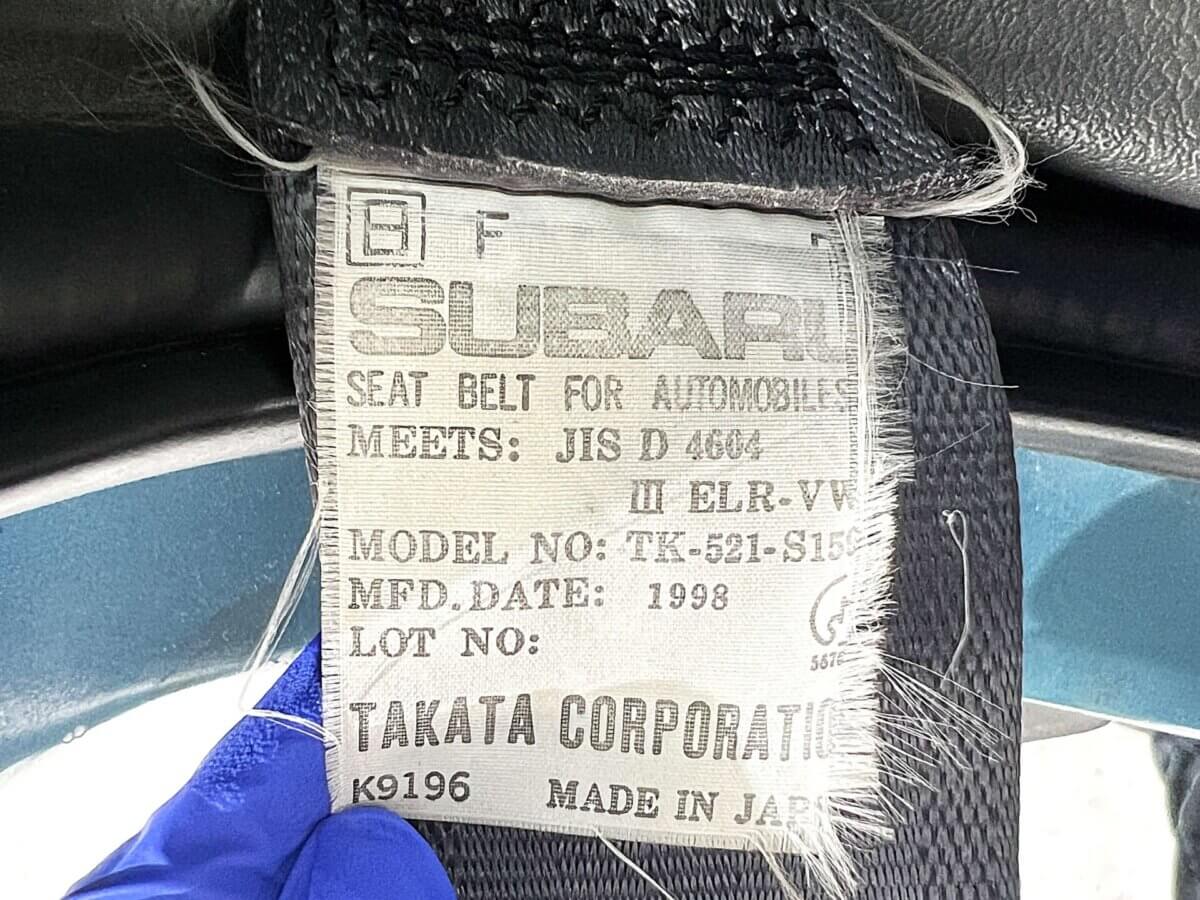 F
SUBARU
SEAT BELT FOR AUTOMOBILES
MEETS: JIS D 4604
III ELR-VW
MODEL NO: TK-521-S15
MFD. DATE: 1998
LOT NO:
TAKATA CORPORATIO
K9196 MADE IN JAP